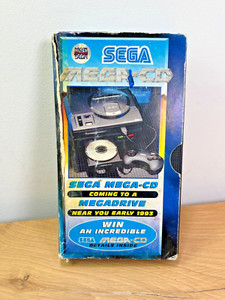 SEGA
MEGA-CD
SEGA MEGA-CD
COMING TO A
MEGADRIVE
NEAR YOU EARLY 1993
WIN
AN INCREDIBLE
SEGA MEGA-CD
DETAILS INSIDE